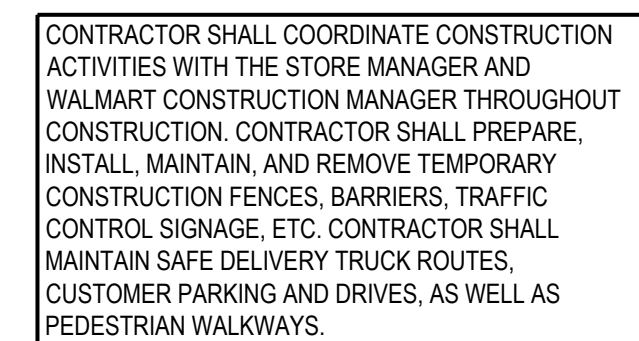 CONTRACTOR SHALL COORDINATE CONSTRUCTION
ACTIVITIES WITH THE STORE MANAGER AND
WALMART CONSTRUCTION MANAGER THROUGHOUT
CONSTRUCTION. CONTRACTOR SHALL PREPARE,
INSTALL, MAINTAIN, AND REMOVE TEMPORARY
CONSTRUCTION FENCES, BARRIERS, TRAFFIC
CONTROL SIGNAGE, ETC. CONTRACTOR SHALL
MAINTAIN SAFE DELIVERY TRUCK ROUTES,
CUSTOMER PARKING AND DRIVES, AS WELL AS
PEDESTRIAN WALKWAYS.